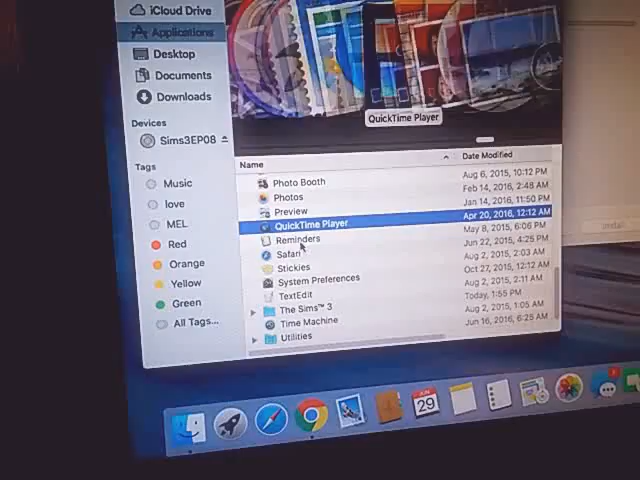 iCloud Drive
Applications
Desktop
Documents
Downloads
Devices
Sims3EP08
Tags
Music
love
MEL
Red
Orange
Yellow
Green
All Tags...
QuickTime Player
Name
Date Modified
Aug 6, 2015, 10:12 PM
Photo Booth
Feb 14, 2016, 2:48 AM
Photos
Jan 14, 2016, 11:50 PM
Preview
Apr 20, 2016, 12:12 AM
QuickTime Player
May 8, 2015, 6:06 PM
Reminders
Jun 22, 2015, 4:25 PM
Safari
Aug 2, 2015, 2:03 AM
Stickies
Oct 27, 2015, 12:12 AM
System Preferences
Aug 2, 2015, 2:11 AM
TextEdit
Today, 1:55 PM
The Sims™ 3
Aug 2, 2015, 1:05 AM
Time Machine
Jun 16, 2016, 6:25 AM
Utilities
Install
JUN
29